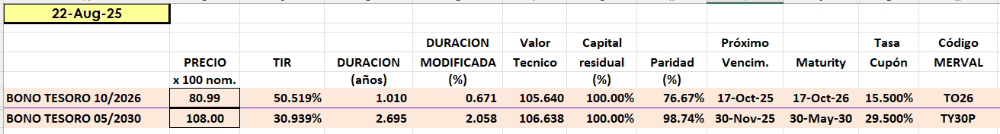 22-Aug-25
DURACION Valor Capital Próximo Tasa Código
PRECIO TIR DURACION MODIFICADA Tecnico residual Paridad Vencim. Maturity Cupón MERVAL
x 100 nom. (años) (%) (%) (%)
BONO TESORO 10/2026 80.99 50.519% 1.010 0.671 105.640 100.00% 76.67% 17-Oct-25 17-Oct-26 15.500% TO26
BONO TESORO 05/2030 108.00 30.939% 2.695 2.058 106.638 100.00% 98.74% 30-Nov-25 30-May-30 29.500% TY30P